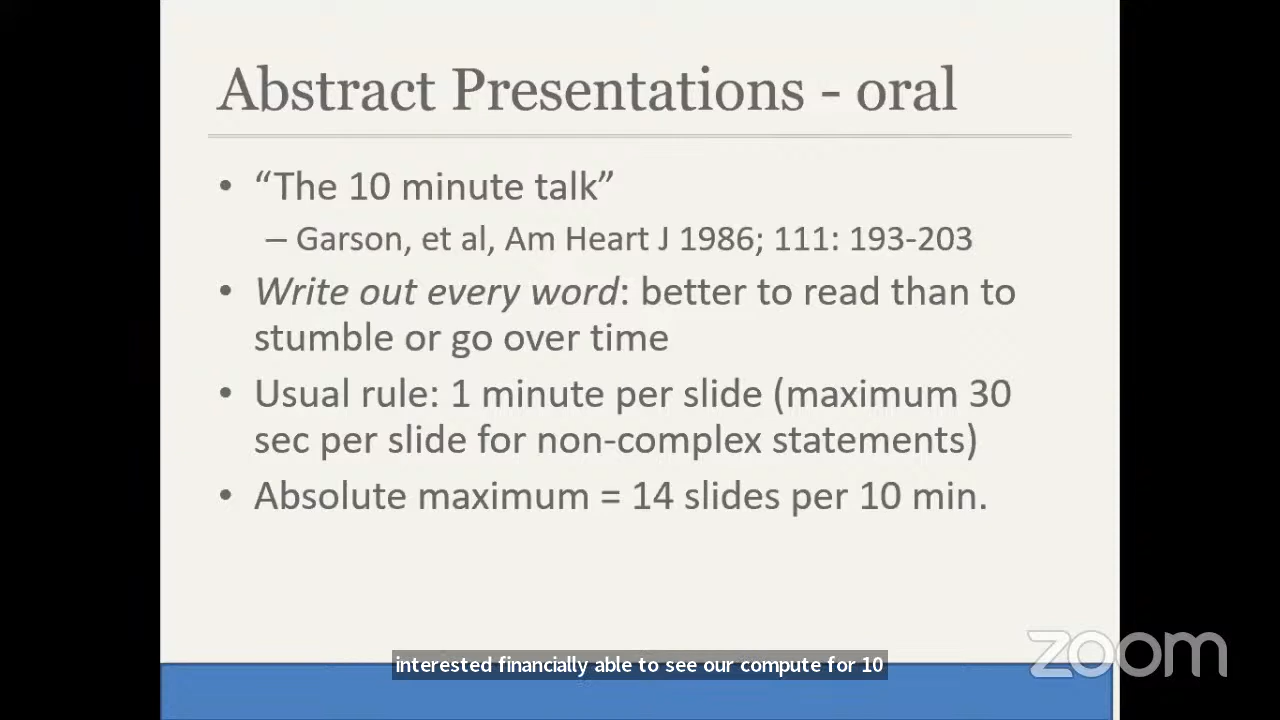 Abstract Presentations - oral
• “The 10 minute talk”
– Garson, et al, Am Heart J 1986; 111: 193-203
• Write out every word: better to read than to
stumble or go over time
• Usual rule: 1 minute per slide (maximum 30
sec per slide for non-complex statements)
• Absolute maximum = 14 slides per 10 min.
zoom
interested financially able to see our compute for 10